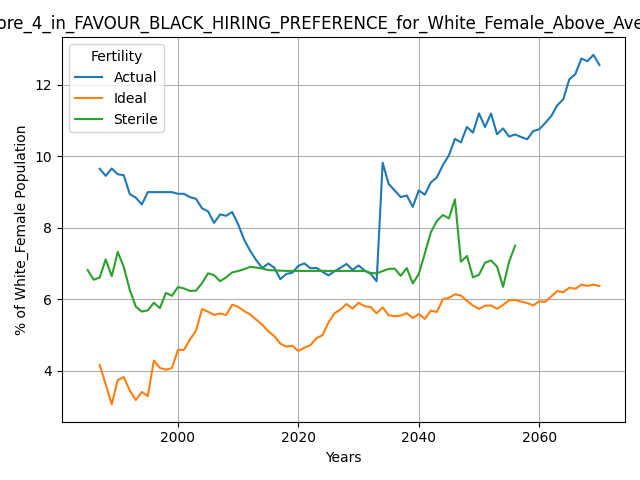 ore_4_in_FAVOUR_BLACK_HIRING_PREFERENCE_for_White_Female_Above_Ave
Fertility
Actual
Ideal
Sterile
% of White_Female Population
12
10
8
6
4
2000 2020 2040 2060
Years